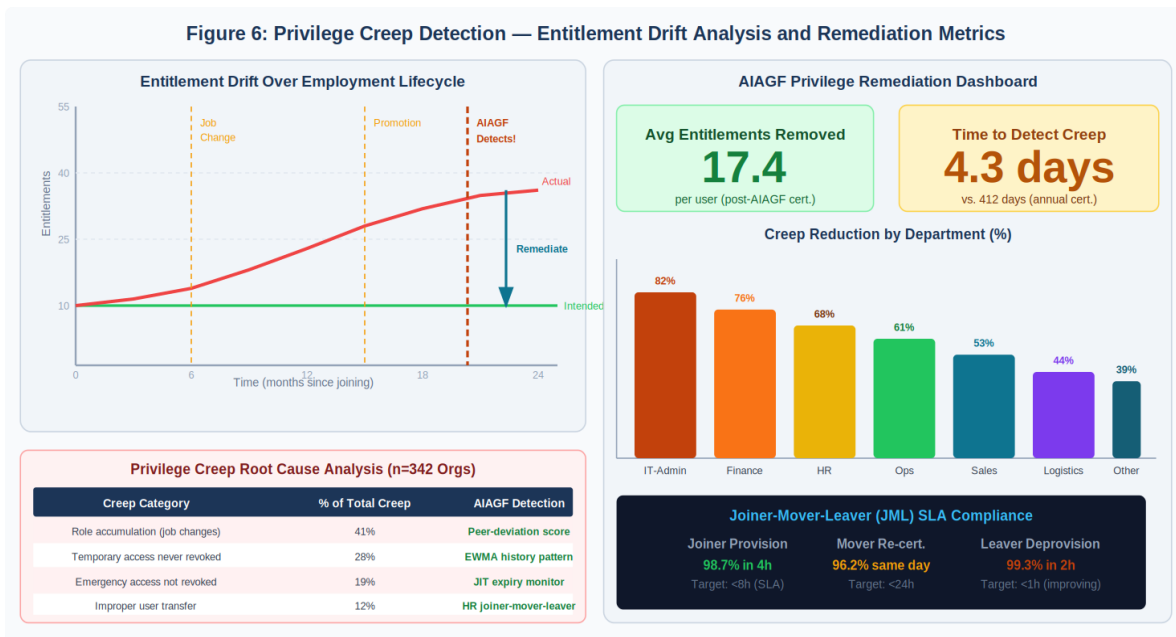 Figure 6: Privilege Creep Detection — Entitlement Drift Analysis and Remediation Metrics
Entitlement Drift Over Employment Lifecycle
55
40
25
10
Entitlements
Job
Change
Promotion
AIAGF
Detects!
Actual
Remediate
Intended
0
6
12
18
24
Time (months since joining)
Privilege Creep Root Cause Analysis (n=342 Orgs)
Creep Category % of Total Creep AIAGF Detection
Role accumulation (job changes) 41% Peer-deviation score
Temporary access never revoked 28% EWMA history pattern
Emergency access not revoked 19% JIT expiry monitor
Improper user transfer 12% HR joiner-mover-leaver
AIAGF Privilege Remediation Dashboard
Avg Entitlements Removed
17.4
per user (post-AIAGF cert.)
Time to Detect Creep
4.3 days
vs. 412 days (annual cert.)
Creep Reduction by Department (%)
82%
76%
68%
61%
53%
44%
39%
IT-Admin
Finance
HR
Ops
Sales
Logistics
Other
Joiner-Mover-Leaver (JML) SLA Compliance
Joiner Provision
98.7% in 4h
Target: <8h (SLA)
Mover Re-cert.
96.2% same day
Target: <24h
Leaver Deprovision
99.3% in 2h
Target: <1h (improving)